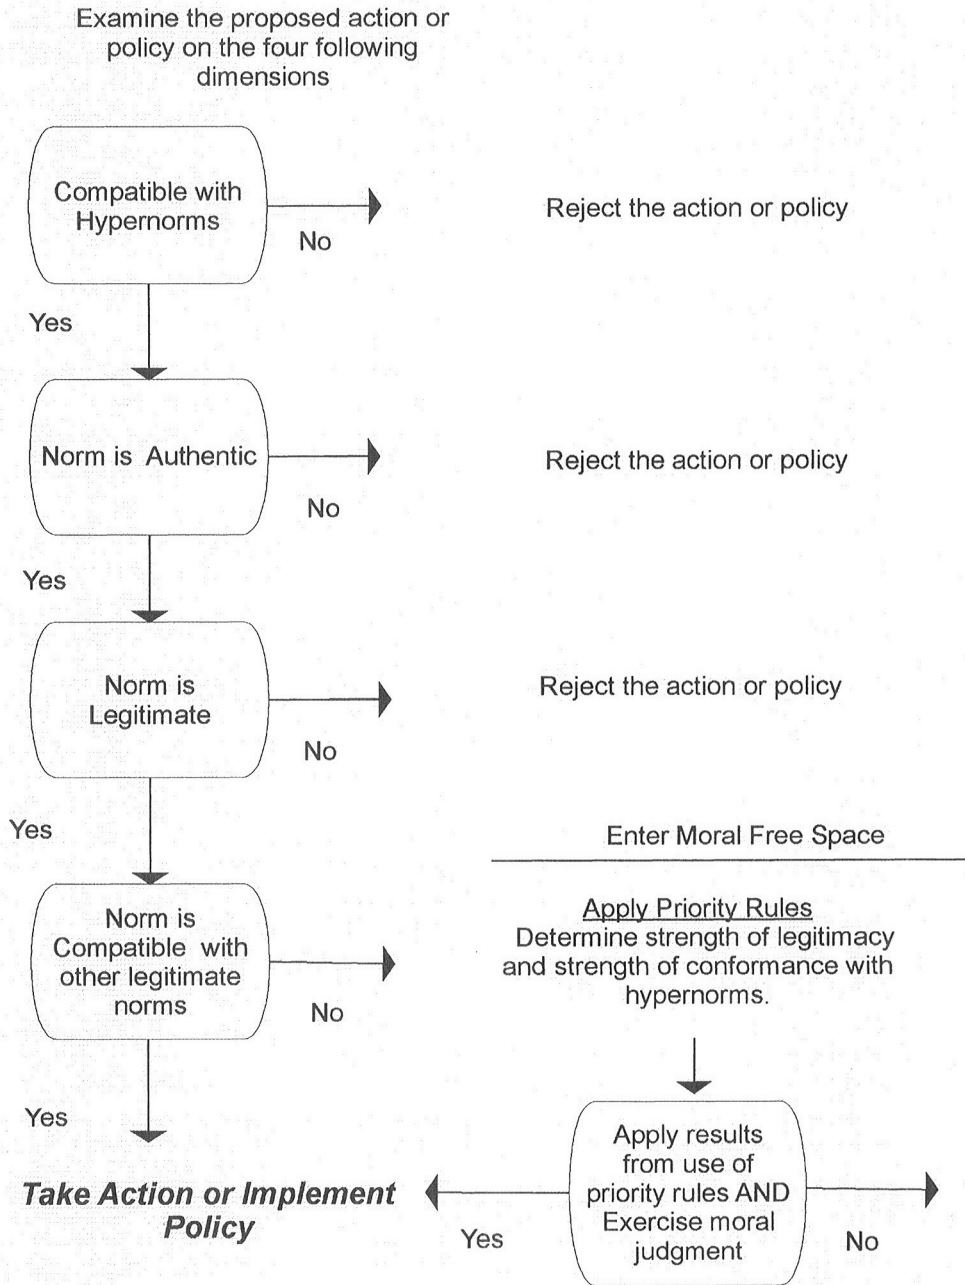 Examine the proposed action or
policy on the four following
dimensions
Compatible with
Hypernorms
No
Reject the action or policy
Yes
Norm is Authentic
No
Reject the action or policy
Yes
Norm is
Legitimate
No
Reject the action or policy
Yes
Enter Moral Free Space
Norm is
Compatible with
other legitimate
norms
No
Apply Priority Rules
Determine strength of legitimacy
and strength of conformance with
hypernorms.
Yes
Take Action or Implement
Policy
Yes
Apply results
from use of
priority rules AND
Exercise moral
judgment
No